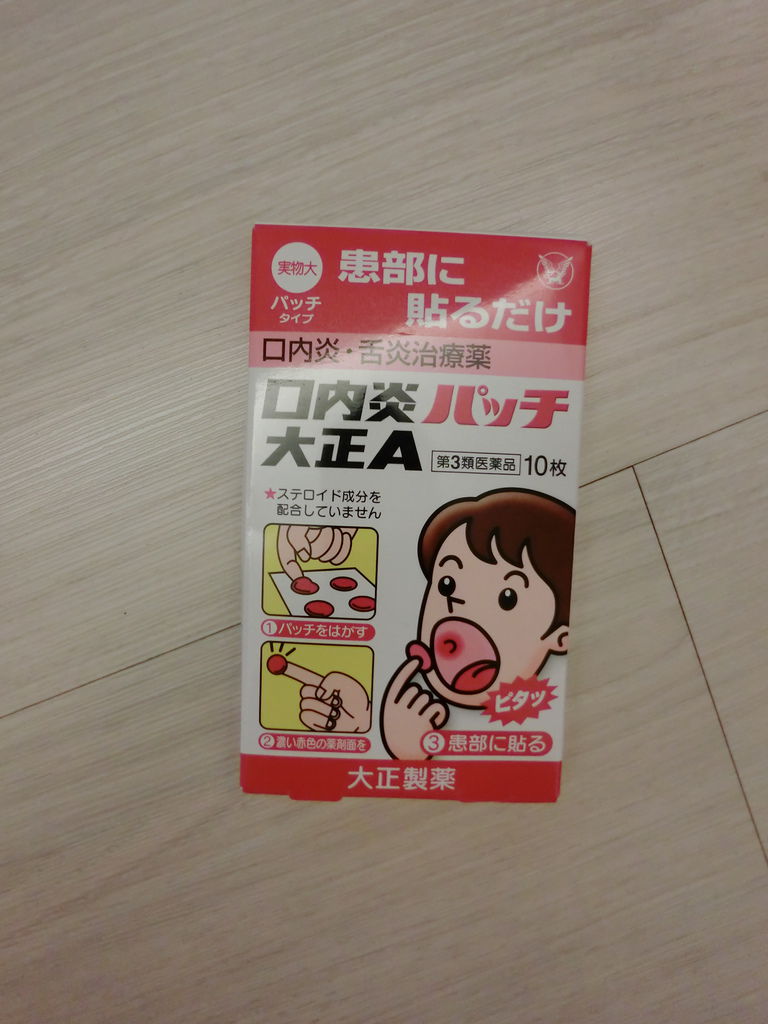 実物大
パッチ
タイプ
患部に
貼るだけ
口内炎・舌炎治療薬
口内炎パッチ
大正A
第3類医薬品 10枚
★ステロイド成分を
配合していません
①パッチをはがす
②濃い赤色の薬剤面を
ピタッ
③患部に貼る
大正製薬